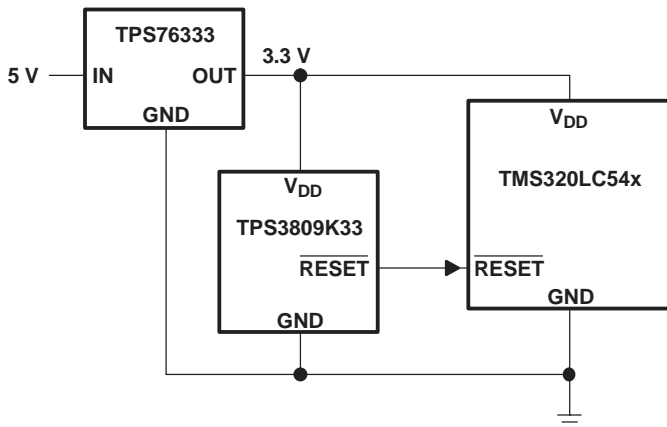 TPS76333
5 V
IN
OUT
3.3 V
GND
VDD
TMS320LC54x
VDD
TPS3809K33
RESET
RESET
GND
GND